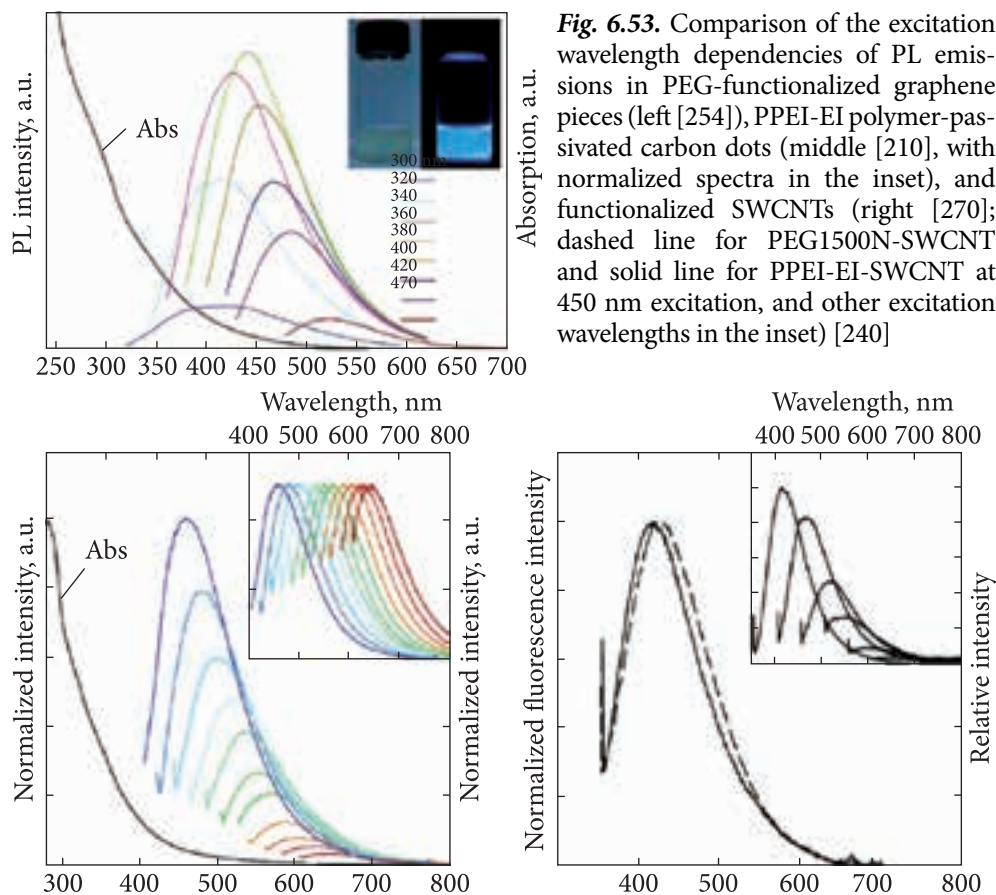 PL intensity, a.u.
Abs
300 nm
320
340
360
380
400
420
470
Absorption, a.u.
250 300 350 400 450 500 550 600 650 700
Fig. 6.53. Comparison of the excitation
wavelength dependencies of PL emis-
sions in PEG-functionalized graphene
pieces (left [254]), PPEI-EI polymer-pas-
sivated carbon dots (middle [210], with
normalized spectra in the inset), and
functionalized SWCNTs (right [270];
dashed line for PEG1500N-SWCNT
and solid line for PPEI-EI-SWCNT at
450 nm excitation, and other excitation
wavelengths in the inset) [240]
Wavelength, nm
400 500 600 700 800
Normalized intensity, a.u.
Abs
Normalized intensity, a.u.
300 400 500 600 700 800
Wavelength, nm
400 500 600 700 800
Normalized fluorescence intensity
Relative intensity
400 500 600 700 800